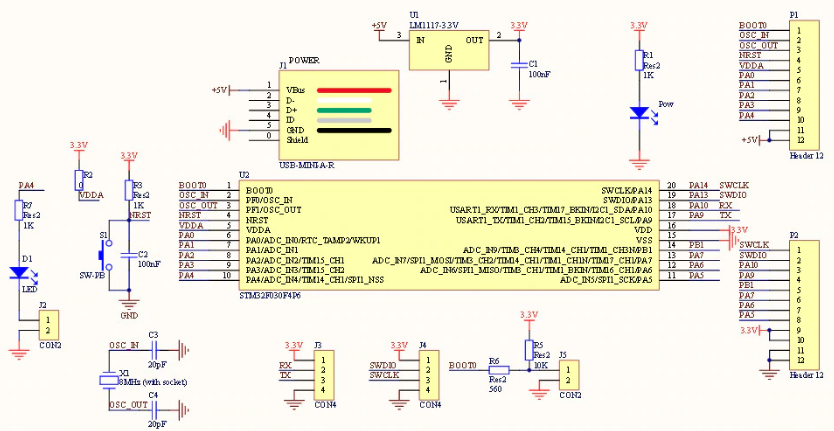 U1
LM1117-3.3V
+5V
3
IN
OUT
2
3.3V
GND
1
C1
100nF
POWER
J1
+5V
1
VBus
2
D-
3
D+
4
ID
5
GND
0
Shield
USB-MINIA-R
3.3V
R1
Res2
1K
Pow
P1
BOOT0
1
OSC_IN
2
OSC_OUT
3
NRST
4
VDDA
5
PA0
6
PA1
7
PA2
8
PA3
9
PA4
10
11
+5V
12
Header 12
PA4
R7
Res2
1K
D1
LED
J2
1
2
CON2
3.3V
R2
0
VDDA
3.3V
R3
Res2
1K
NRST
S1
SW-PB
C2
100nF
GND
U2
BOOT0
1
BOOT0
OSC_IN
2
PF0/OSC_IN
OSC_OUT
3
PF1/OSC_OUT
NRST
4
NRST
VDDA
5
VDDA
PA0
6
PA0/ADC_IN0/RTC_TAMP2/WKUP1
PA1
7
PA1/ADC_IN1
PA2
8
PA2/ADC_IN2/TIM15_CH1
PA3
9
PA3/ADC_IN3/TIM15_CH2
PA4
10
PA4/ADC_IN4/TIM14_CH1/SPI1_NSS
STM32F030F4P6
SWCLK/PA14
20
PA14
SWCLK
SWDIO/PA13
19
PA13
SWDIO
USART1_RX/TIM1_CH3/TIM17_BKIN/I2C1_SDA/PA10
18
PA10
RX
USART1_TX/TIM1_CH2/TIM15_BKIN/I2C1_SCL/PA9
17
PA9
TX
VDD
16
3.3V
VSS
15
ADC_IN9/TIM3_CH4/TIM14_CH1/TIM1_CH3N/PB1
14
PB1
ADC_IN7/SPI1_MOSI/TIM3_CH2/TIM14_CH1/TIM1_CH1N/TIM17_CH1/PA7
13
PA7
ADC_IN6/SPI1_MISO/TIM3_CH1/TIM1_BKIN/TIM16_CH1/PA6
12
PA6
ADC_IN5/SPI1_SCK/PA5
11
PA5
P2
SWCLK
1
SWDIO
2
PA10
3
PA9
4
PB1
5
PA7
6
PA6
7
PA5
8
3.3V
9
10
11
12
Header 12
OSC_IN
C3
20pF
X1
8MHz (with socket)
OSC_OUT
C4
20pF
3.3V
J3
1
RX
2
TX
3
4
CON4
3.3V
J4
1
SWDIO
2
SWCLK
3
4
CON4
BOOT0
R6
Res2
560
3.3V
R5
Res2
10K
J5
1
2
CON2